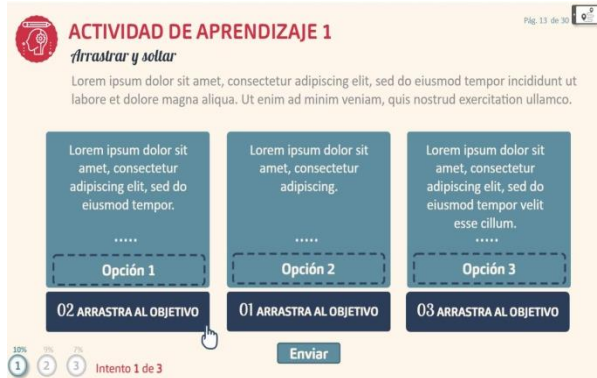 Pág. 13 de 30
ACTIVIDAD DE APRENDIZAJE 1
Arrastrar y soltar
Lorem ipsum dolor sit amet, consectetur adipiscing elit, sed do eiusmod tempor incididunt ut
labore et dolore magna aliqua. Ut enim ad minim veniam, quis nostrud exercitation ullamco.
Lorem ipsum dolor sit
amet, consectetur
adipiscing elit, sed do
eiusmod tempor.
.....
Opción 1
02 ARRASTRA AL OBJETIVO
Lorem ipsum dolor sit
amet, consectetur
adipiscing.
.....
Opción 2
01 ARRASTRA AL OBJETIVO
Lorem ipsum dolor sit
amet, consectetur
adipiscing elit, sed do
eiusmod tempor velit
esse cillum.
.....
Opción 3
03 ARRASTRA AL OBJETIVO
10% 9% 7%
1 2 3
Intento 1 de 3
Enviar